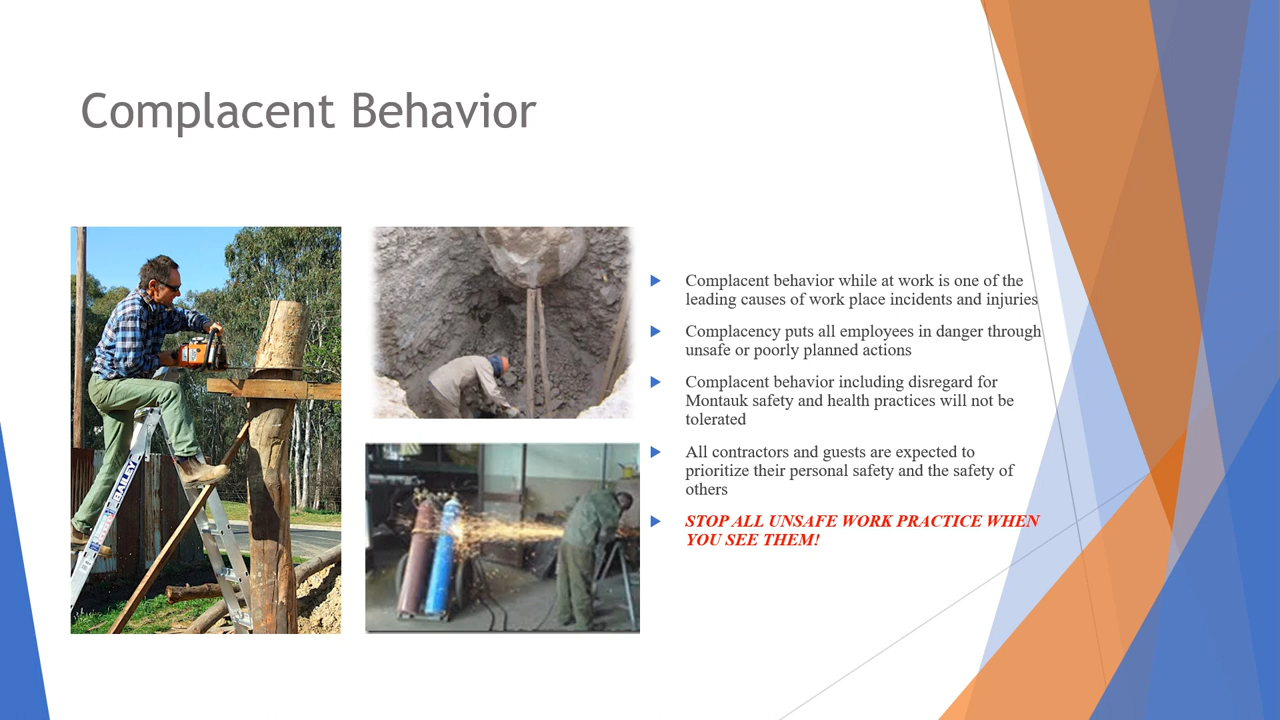 Complacent Behavior
Complacent behavior while at work is one of the
leading causes of work place incidents and injuries
Complacency puts all employees in danger through
unsafe or poorly planned actions
Complacent behavior including disregard for
Montauk safety and health practices will not be
tolerated
All contractors and guests are expected to
prioritize their personal safety and the safety of
others
STOP ALL UNSAFE WORK PRACTICE WHEN
YOU SEE THEM!
BAILEY